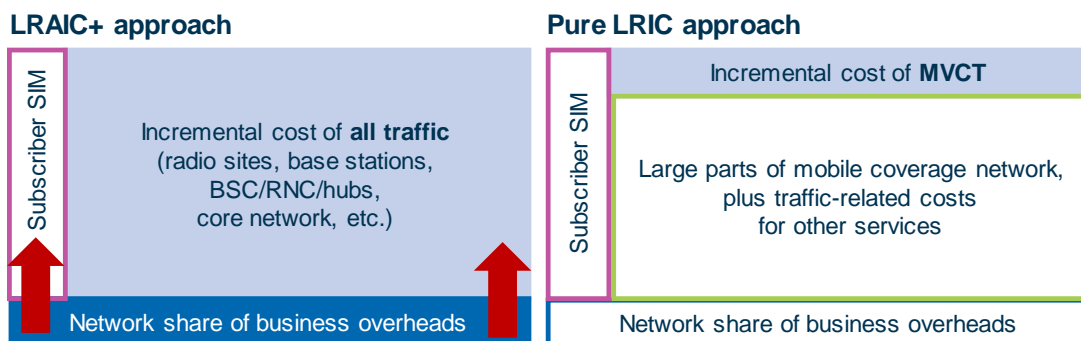 LRAIC+ approach
Subscriber SIM
Incremental cost of all traffic
(radio sites, base stations,
BSC/RNC/hubs,
core network, etc.)
Network share of business overheads
Pure LRIC approach
Subscriber SIM
Incremental cost of MVCT
Large parts of mobile coverage network,
plus traffic-related costs
for other services
Network share of business overheads